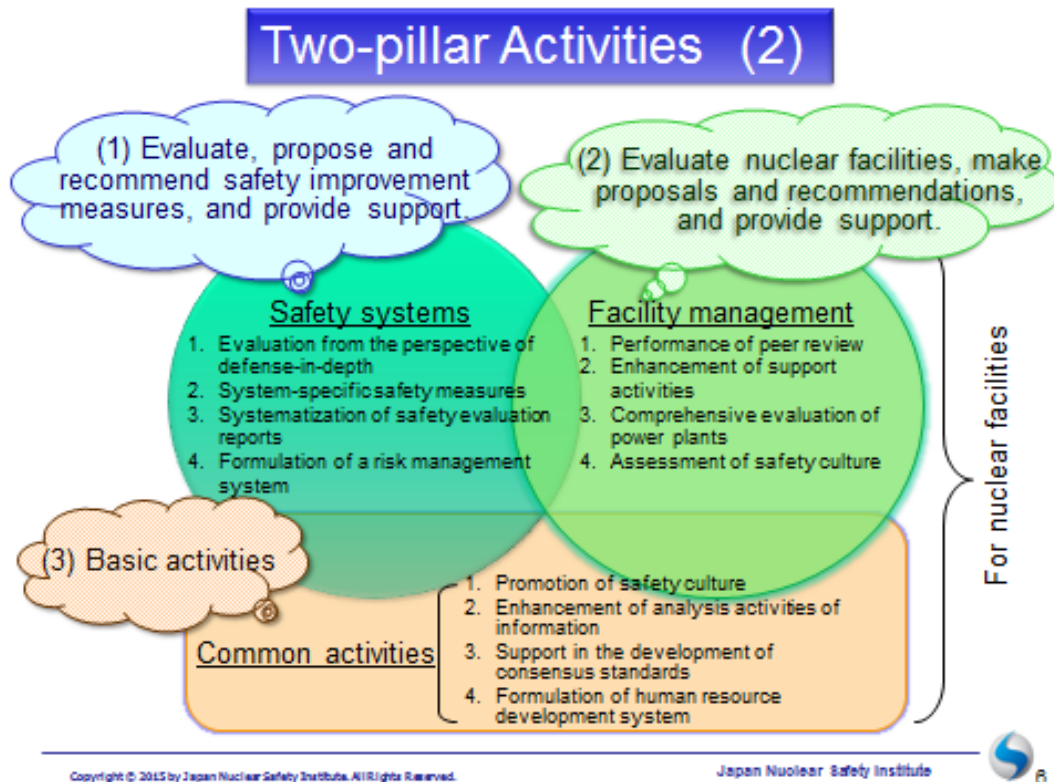 Two-pillar Activities (2)
(1) Evaluate, propose and
recommend safety improvement
measures, and provide support.
(2) Evaluate nuclear facilities, make
proposals and recommendations,
and provide support.
Safety systems
1. Evaluation from the perspective of
defense-in-depth
2. System-specific safety measures
3. Systematization of safety evaluation
reports
4. Formulation of a risk management
system
Facility management
1. Performance of peer review
2. Enhancement of support
activities
3. Comprehensive evaluation of
power plants
4. Assessment of safety culture
For nuclear facilities
(3) Basic activities
Common activities
1. Promotion of safety culture
2. Enhancement of analysis activities of
information
3. Support in the development of
consensus standards
4. Formulation of human resource
development system
Copyright © 2015 by Japan Nuclear Safety Institute. All Rights Reserved.
Japan Nuclear Safety Institute